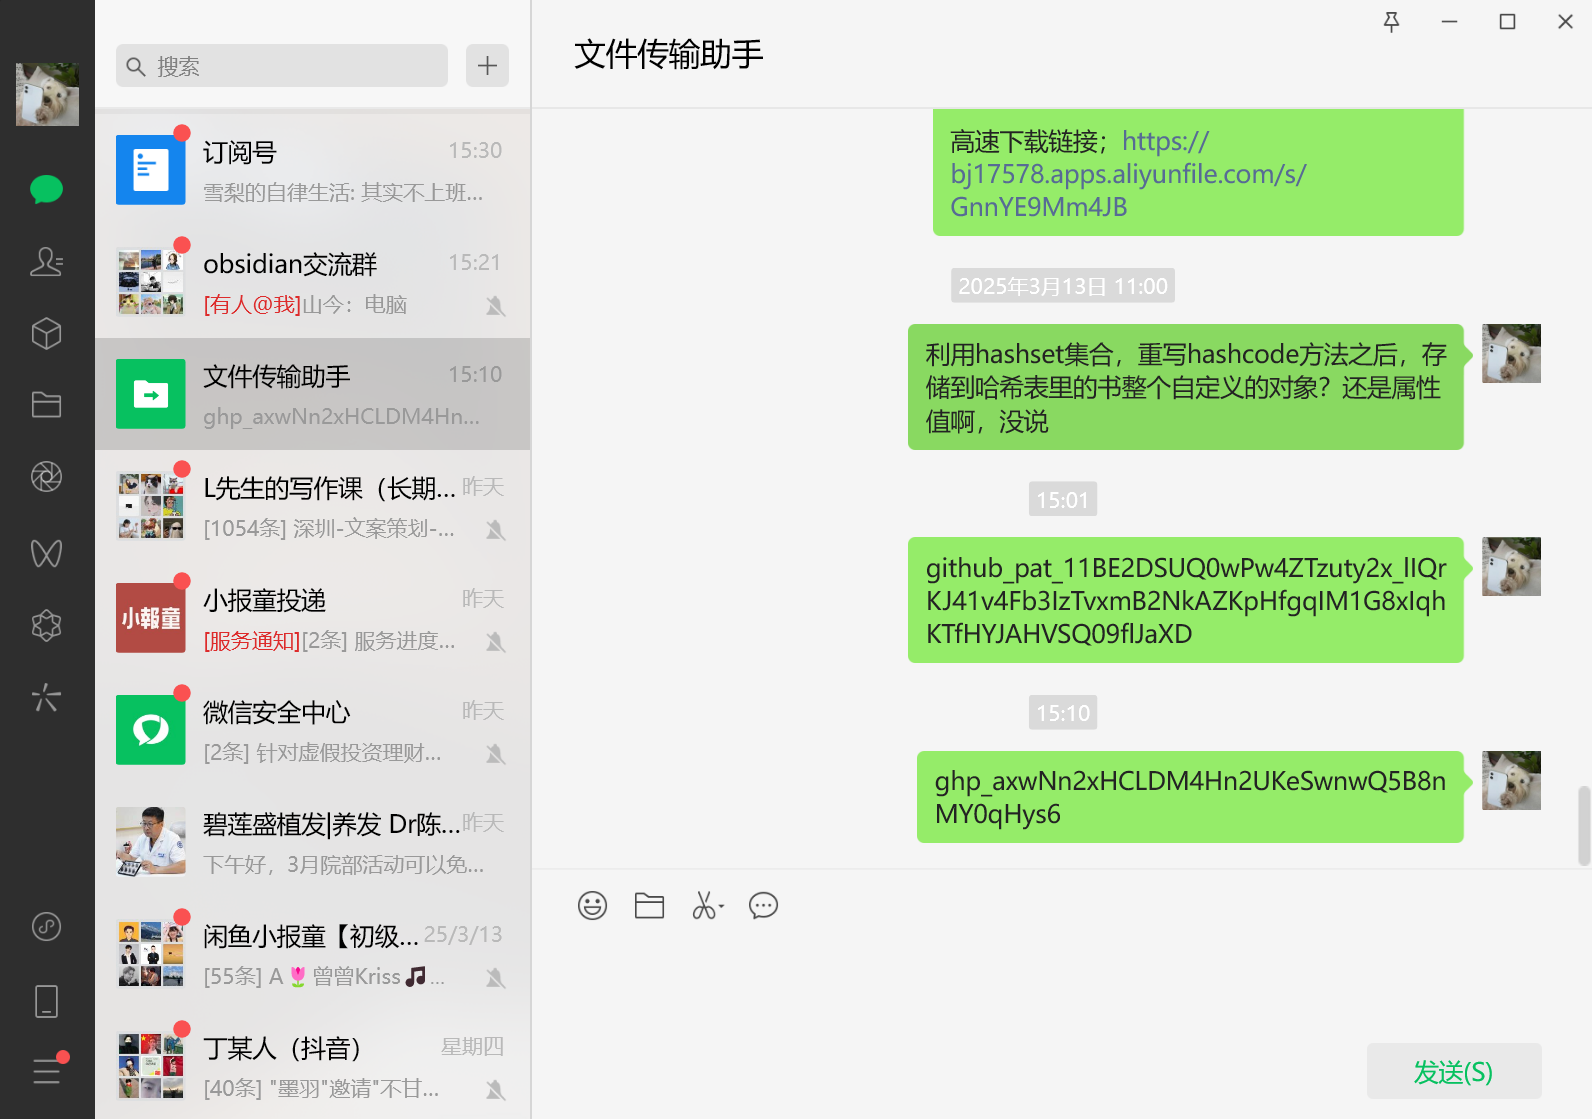 搜索
订阅号
15:30
雪梨的自律生活: 其实不上班...
obsidian交流群
15:21
[有人@我]山今：电脑
文件传输助手
15:10
ghp_axwNn2xHCLDM4Hn...
L先生的写作课（长期...
昨天
[1054条] 深圳-文案策划-...
小報童
小报童投递
昨天
[服务通知][2条] 服务进度...
微信安全中心
昨天
[2条] 针对虚假投资理财...
碧莲盛植发|养发 Dr陈...
昨天
下午好，3月院部活动可以免...
闲鱼小报童【初级...
25/3/13
[55条] A🌷曾曾Kriss🎵...
丁某人（抖音）
星期四
[40条] "墨羽"邀请"不甘...
文件传输助手
高速下载链接；https://
bj17578.apps.aliyunfile.com/s/
GnnYE9Mm4JB
2025年3月13日 11:00
利用hashset集合，重写hashcode方法之后，存
储到哈希表里的书整个自定义的对象？还是属性
值啊，没说
15:01
github_pat_11BE2DSUQ0wPw4ZTzuty2x_lIQr
KJ41v4Fb3IzTvxmB2NkAZKpHfgqIM1G8xIqh
KTfHYJAHVSQ09flJaXD
15:10
ghp_axwNn2xHCLDM4Hn2UKeSwnwQ5B8n
MY0qHys6
发送(S)